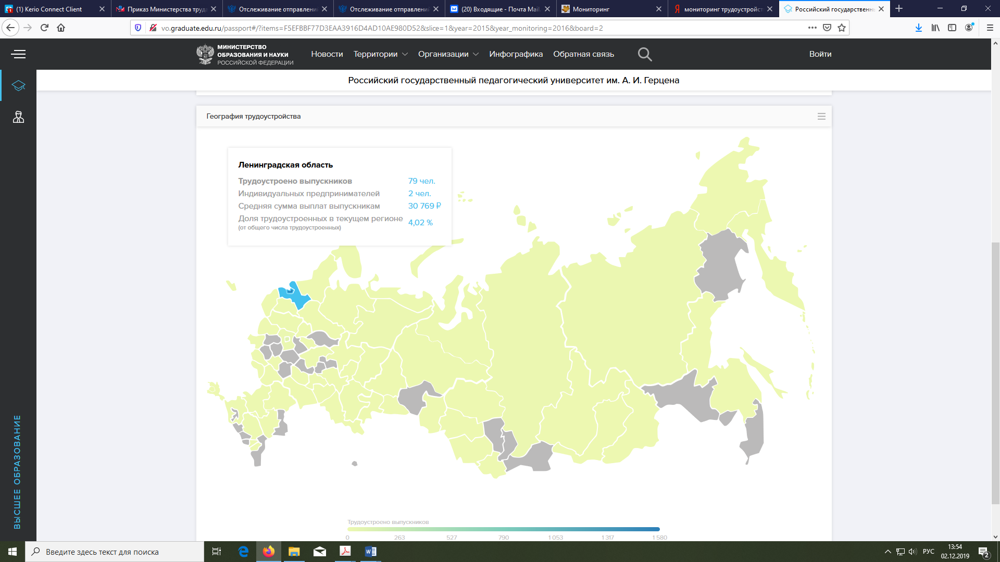 (1) Kerio Connect Client
Приказ Министерства труда
Отслеживание отправлений
Отслеживание отправлений
(20) Входящие - Почта Mail.
Мониторинг
мониторинг трудоустройст
Российский государственн
vo.graduate.edu.ru/passport#/?items=F5EFBBF77D3EAA3916D4AD10AE980D52&slice=1&year=2015&year_monitoring=2016&board=2
МИНИСТЕРСТВО
ОБРАЗОВАНИЯ И НАУКИ
РОССИЙСКОЙ ФЕДЕРАЦИИ
Новости
Территории
Организации
Инфографика
Обратная связь
Войти
Российский государственный педагогический университет им. А. И. Герцена
География трудоустройства
Ленинградская область
Трудоустроено выпускников 79 чел.
Индивидуальных предпринимателей 2 чел.
Средняя сумма выплат выпускникам 30 769 ₽
Доля трудоустроенных в текущем регионе 4,02 %
(от общего числа трудоустроенных)
ВЫСШЕЕ ОБРАЗОВАНИЕ
Трудоустроено выпускников
0 263 527 790 1 053 1 317 1 580
Введите здесь текст для поиска
РУС
13:54
02.12.2019
2